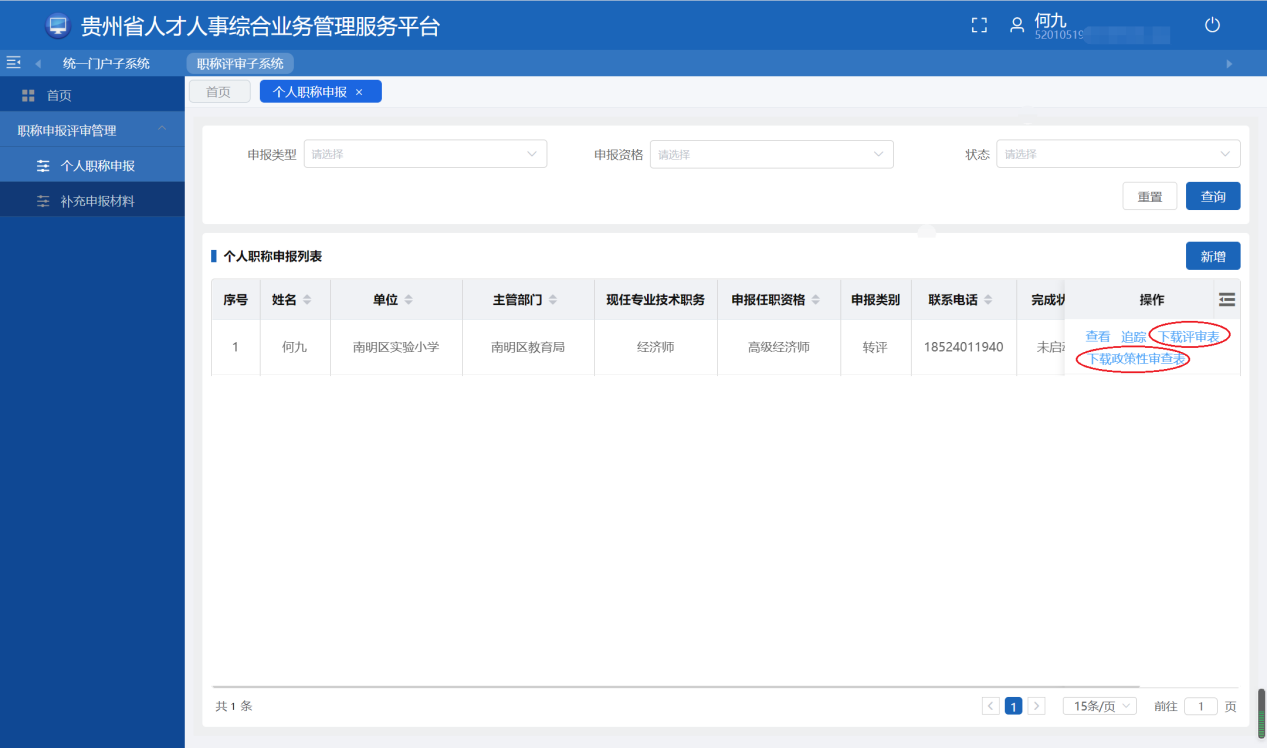 贵州省人才人事综合业务管理服务平台
何九
52010519
统一门户子系统
职称评审子系统
首页
首页
个人职称申报 ×
职称申报评审管理
个人职称申报
补充申报材料
申报类型 请选择
申报资格 请选择
状态 请选择
重置 查询
个人职称申报列表
新增
序号 姓名 单位 主管部门 现任专业技术职务 申报任职资格 申报类别 联系电话 完成状 操作
1 何九 南明区实验小学 南明区教育局 经济师 高级经济师 转评 18524011940 未启 查看 追踪 下载评审表
下载政策性审查表
共 1 条
1
15条/页
前往 1 页